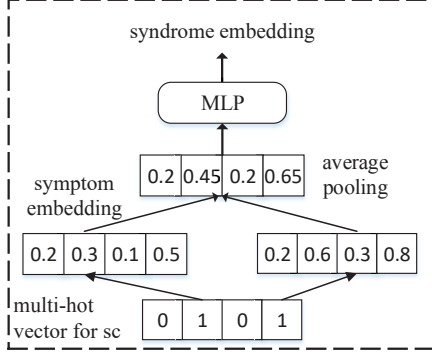 syndrome embedding
MLP
0.2 0.45 0.2 0.65
average
pooling
symptom
embedding
0.2 0.3 0.1 0.5
0.2 0.6 0.3 0.8
multi-hot
vector for sc
0 1 0 1